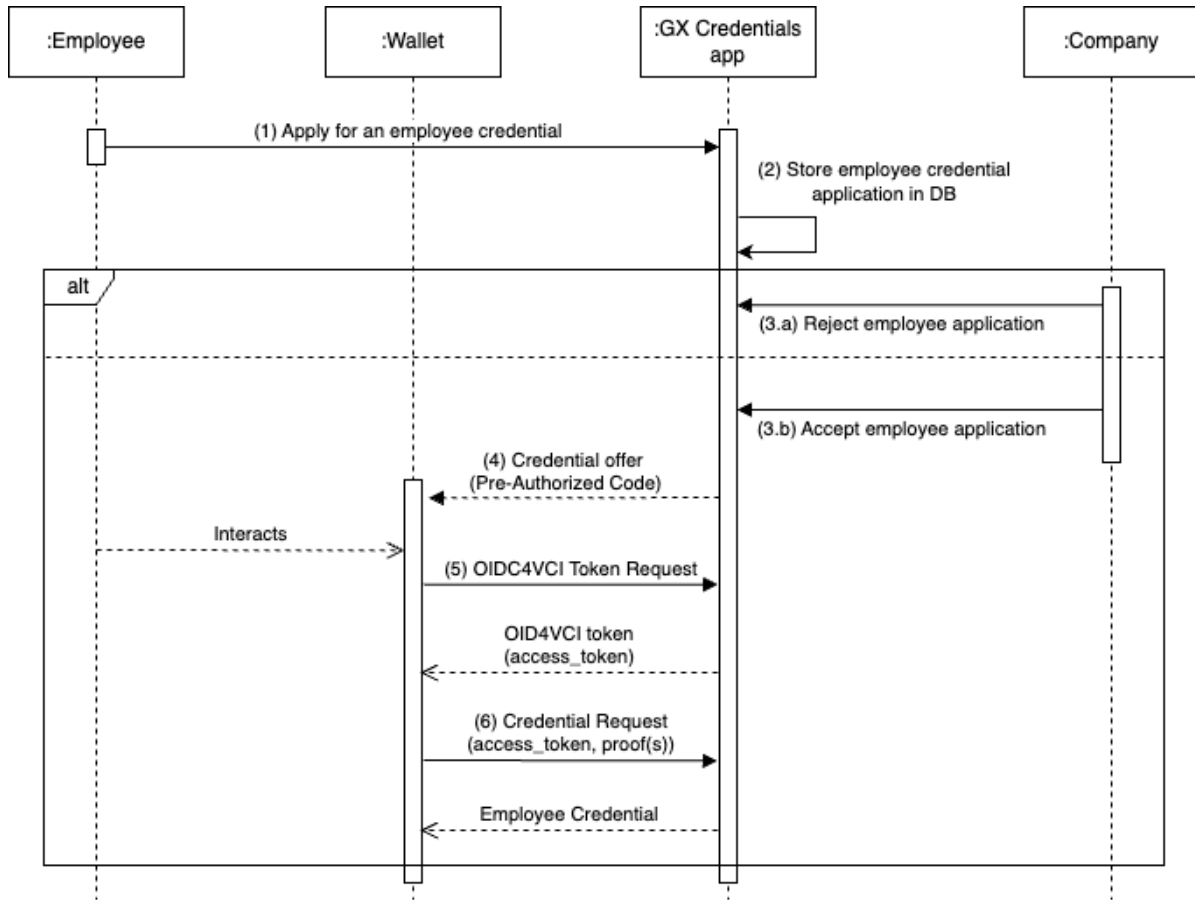 :Employee
:Wallet
:GX Credentials
app
:Company
(1) Apply for an employee credential
(2) Store employee credential
application in DB
alt
(3.a) Reject employee application
(3.b) Accept employee application
(4) Credential offer
(Pre-Authorized Code)
Interacts
(5) OIDC4VCI Token Request
OID4VCI token
(access_token)
(6) Credential Request
(access_token, proof(s))
Employee Credential